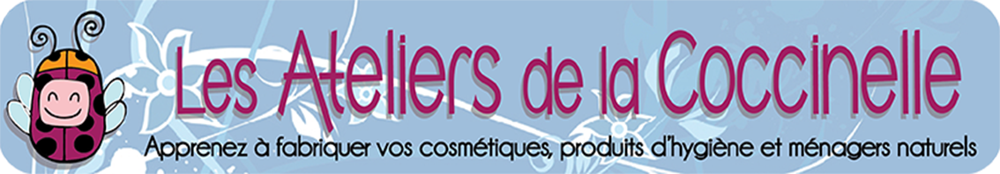 Les Ateliers de la Coccinelle
Apprenez à fabriquer vos cosmétiques, produits d'hygiène et ménagers naturels